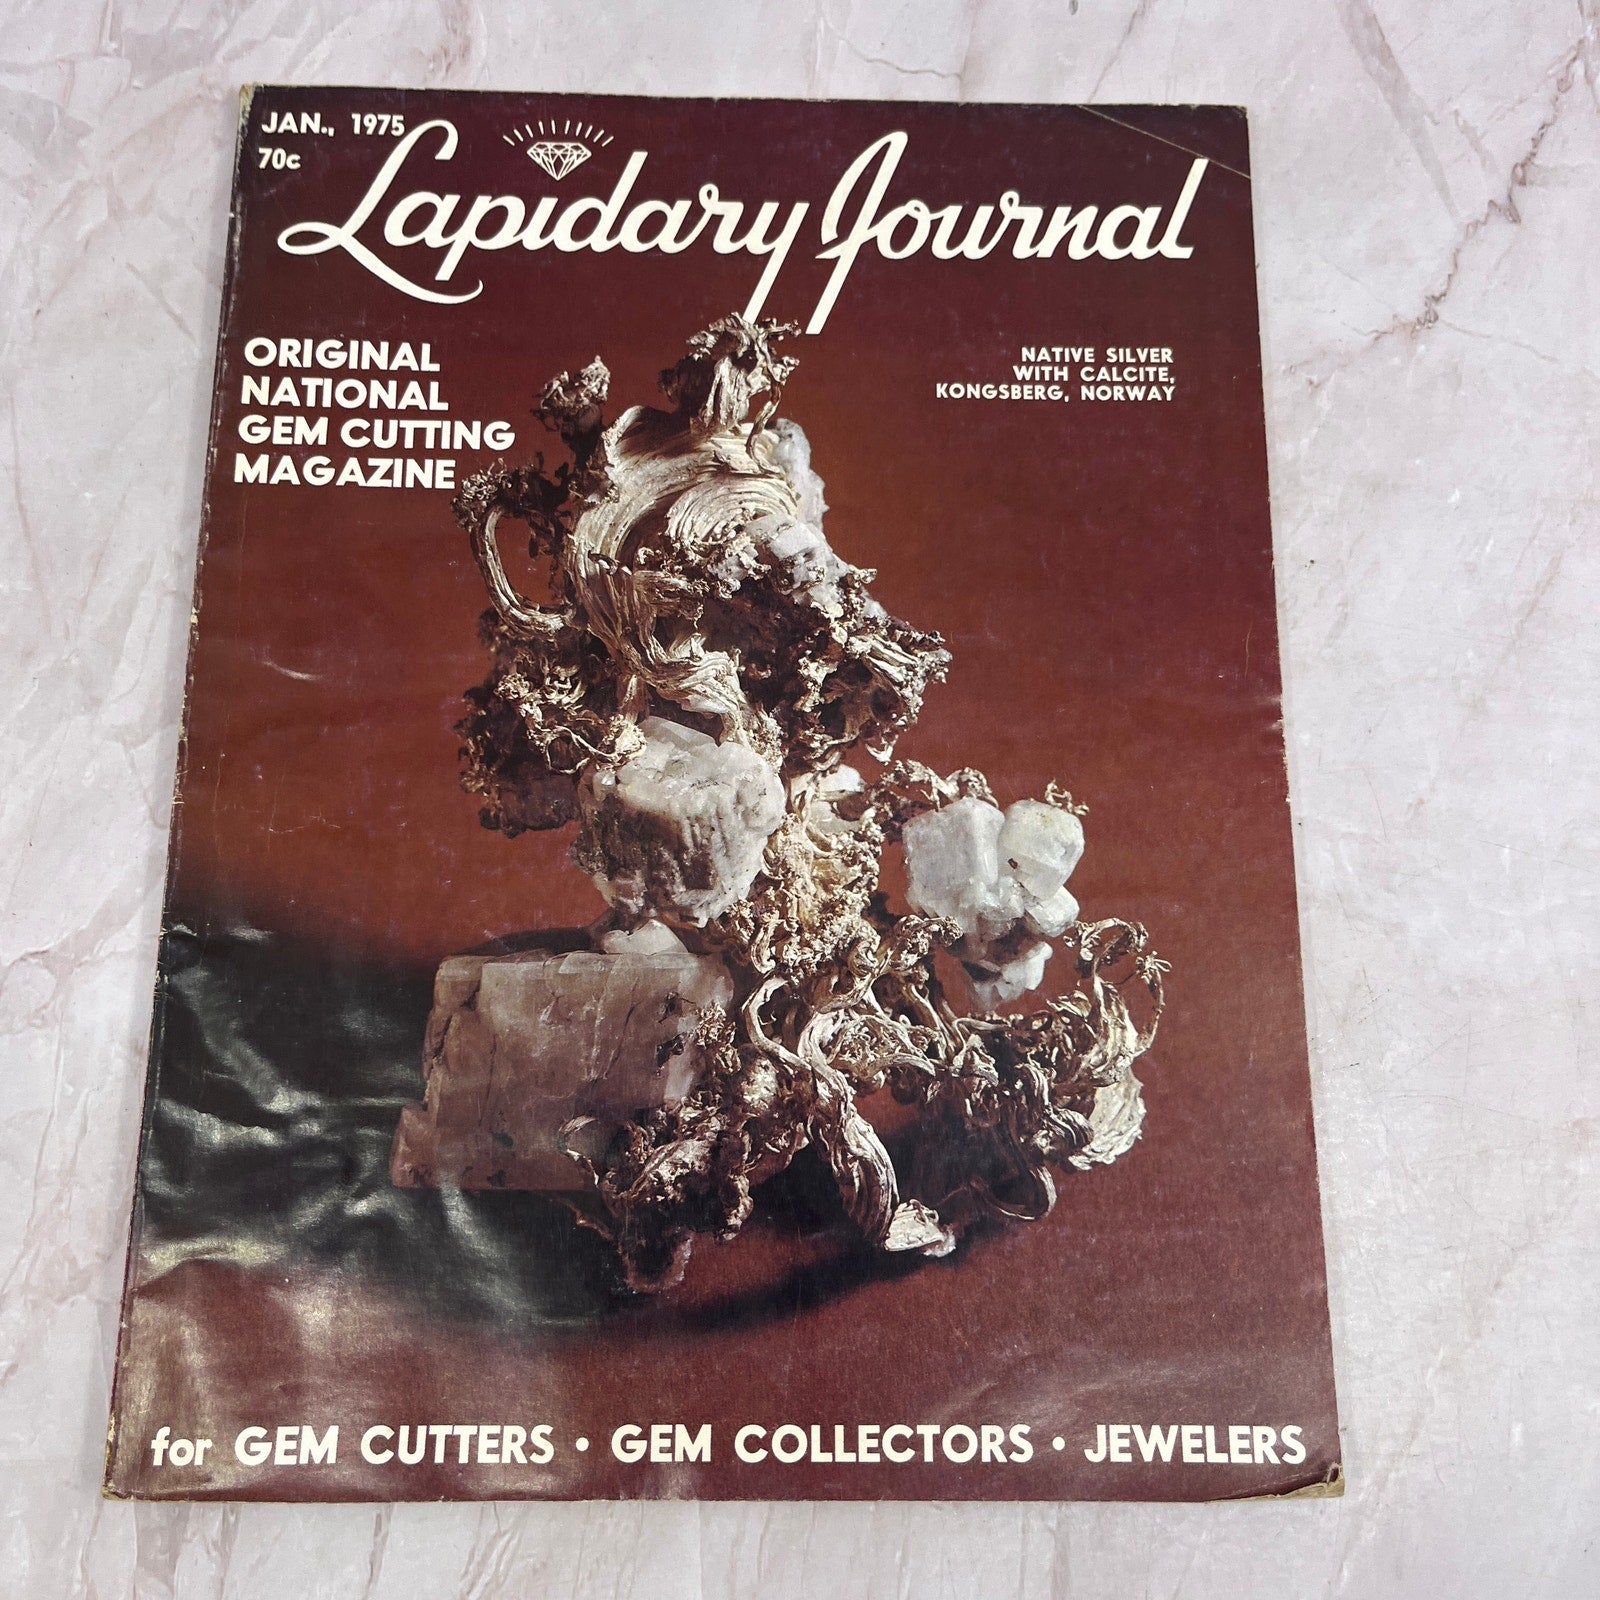 JAN., 1975
70c
Lapidary Journal
ORIGINAL
NATIONAL
GEM CUTTING
MAGAZINE
NATIVE SILVER
WITH CALCITE,
KONGSBERG, NORWAY
for GEM CUTTERS • GEM COLLECTORS • JEWELERS